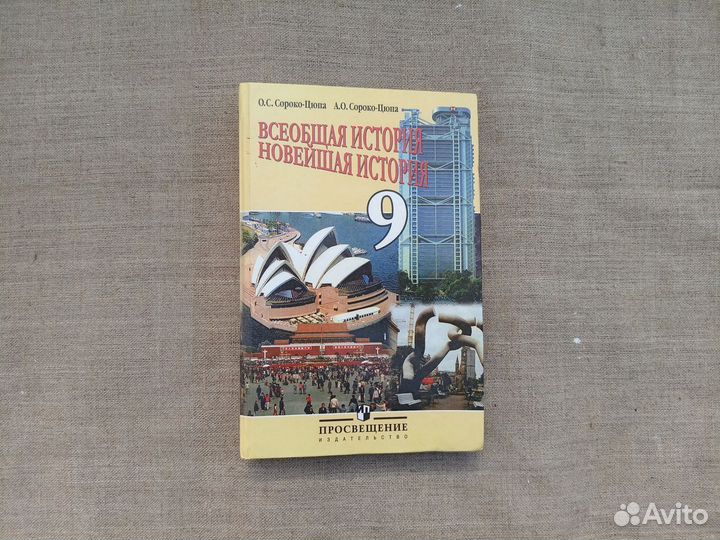 О.С. Сороко-Цюпа А.О. Сороко-Цюпа
ВСЕОБЩАЯ ИСТОРИЯ
НОВЕЙШАЯ ИСТОРИЯ
9
ПРОСВЕЩЕНИЕ
ИЗДАТЕЛЬСТВО
Avito